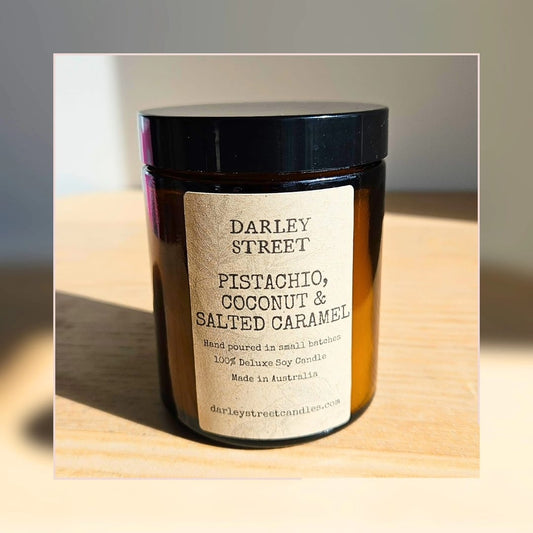 DARLEY
STREET
PISTACHIO,
COCONUT &
SALTED CARAMEL
Hand poured in small batches
100% Deluxe Soy Candle
Made in Australia
darleystreetcandles.com